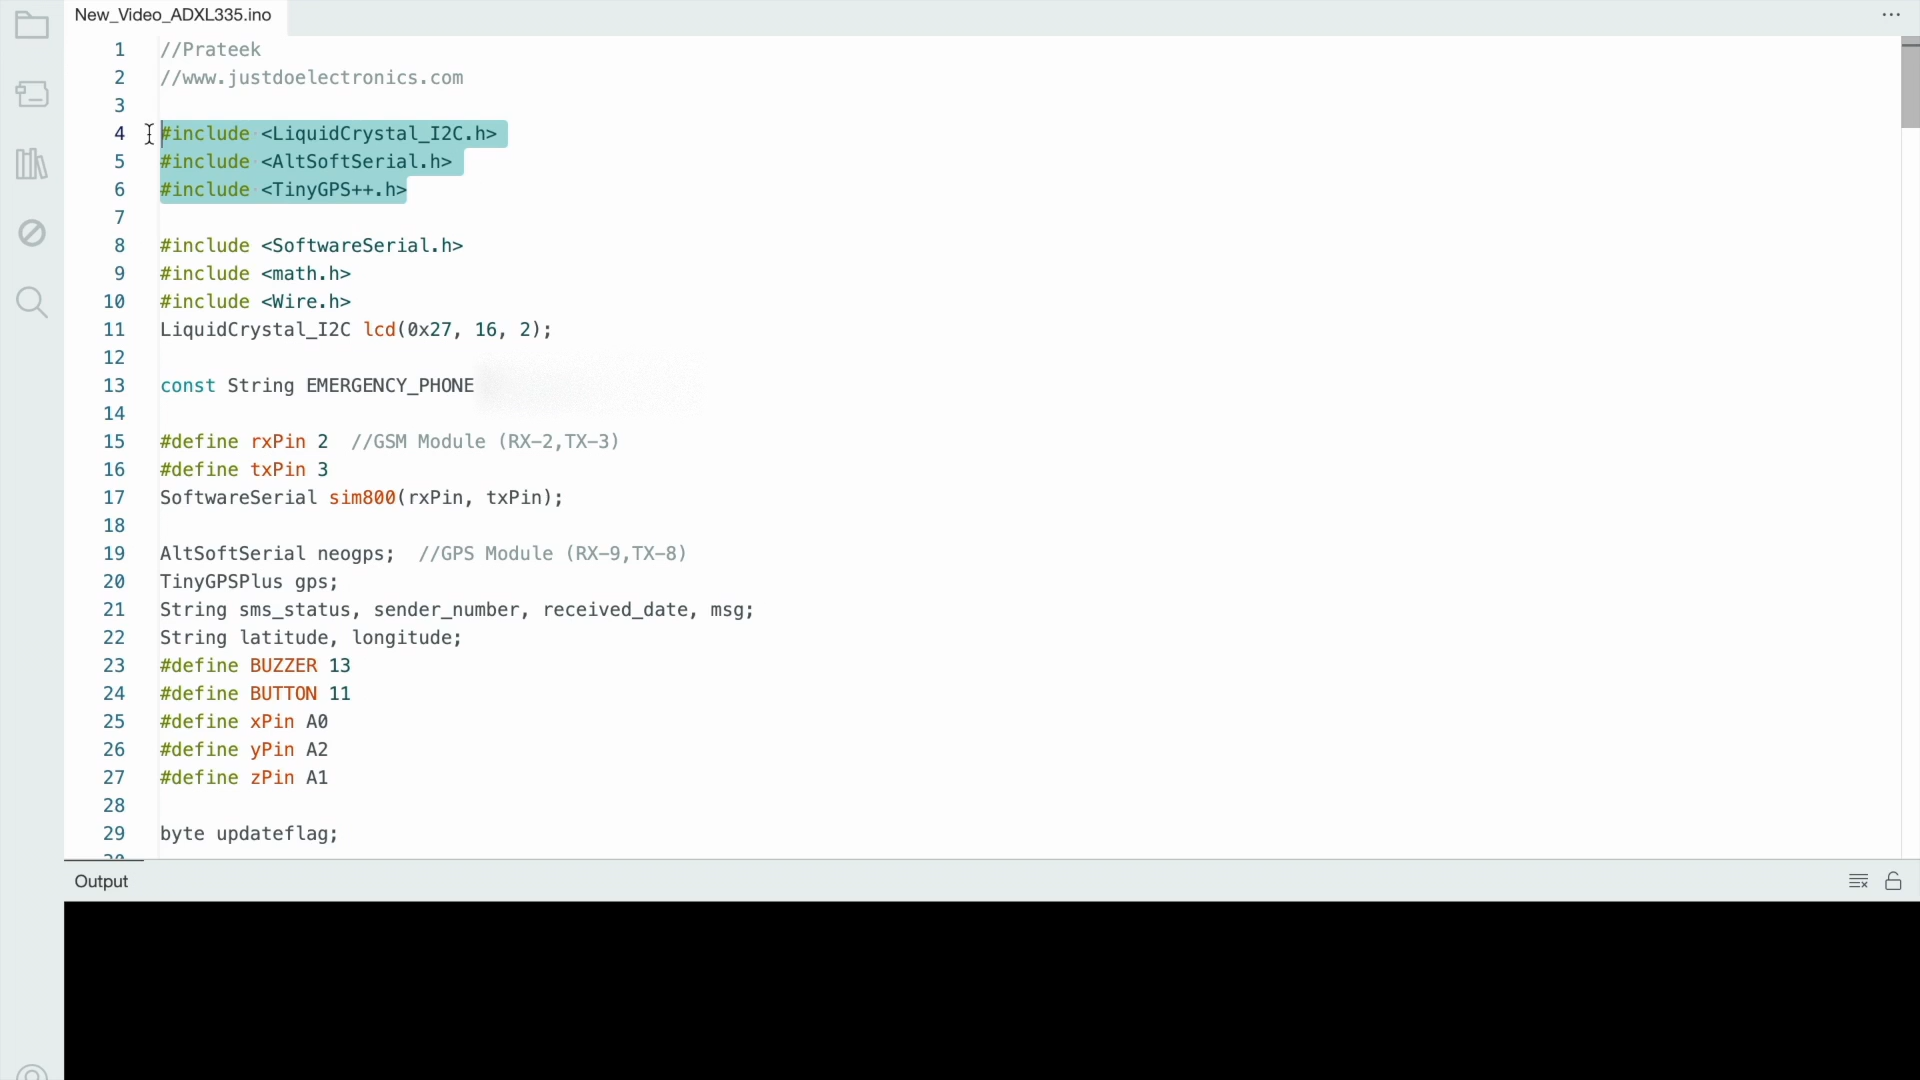 New_Video_ADXL335.ino
1 //Prateek
2 //www.justdoelectronics.com
3
4 #include <LiquidCrystal_I2C.h>
5 #include <AltSoftSerial.h>
6 #include <TinyGPS++.h>
7
8 #include <SoftwareSerial.h>
9 #include <math.h>
10 #include <Wire.h>
11 LiquidCrystal_I2C lcd(0x27, 16, 2);
12
13 const String EMERGENCY_PHONE
14
15 #define rxPin 2  //GSM Module (RX-2,TX-3)
16 #define txPin 3
17 SoftwareSerial sim800(rxPin, txPin);
18
19 AltSoftSerial neogps;  //GPS Module (RX-9,TX-8)
20 TinyGPSPlus gps;
21 String sms_status, sender_number, received_date, msg;
22 String latitude, longitude;
23 #define BUZZER 13
24 #define BUTTON 11
25 #define xPin A0
26 #define yPin A2
27 #define zPin A1
28
29 byte updateflag;
Output